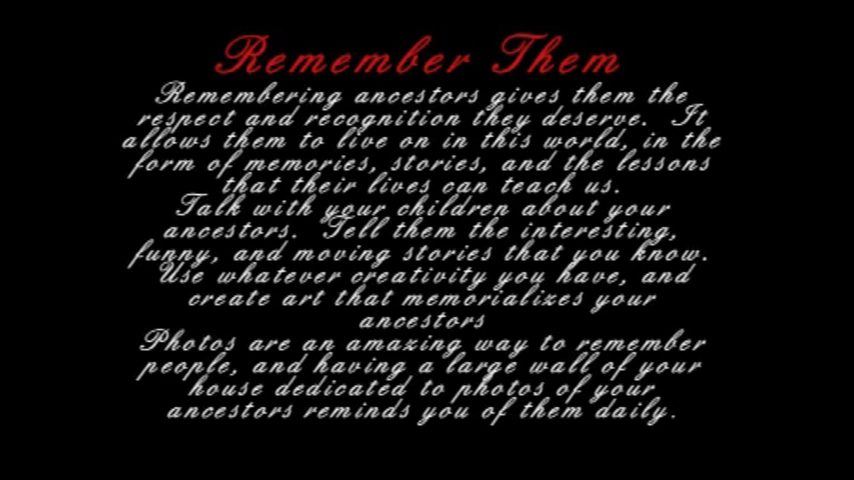 Remember Them
Remembering ancestors gives them the
respect and recognition they deserve.  It
allows them to live on in this world, in the
form of memories, stories, and the lessons
that their lives can teach us.
Talk with your children about your
ancestors.  Tell them the interesting,
funny, and moving stories that you know.
Use whatever creativity you have, and
create art that memorializes your
ancestors
Photos are an amazing way to remember
people, and having a large wall of your
house dedicated to photos of your
ancestors reminds you of them daily.